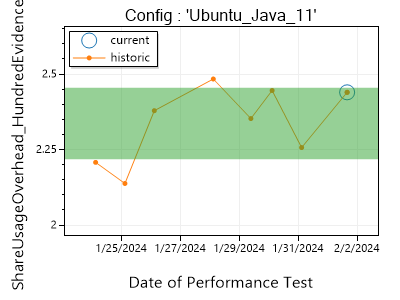 Config : 'Ubuntu_Java_11'
ShareUsageOverhead_HundredEvidence
current
historic
2.5
2.25
2
1/25/2024
1/27/2024
1/29/2024
1/31/2024
2/2/2024
Date of Performance Test